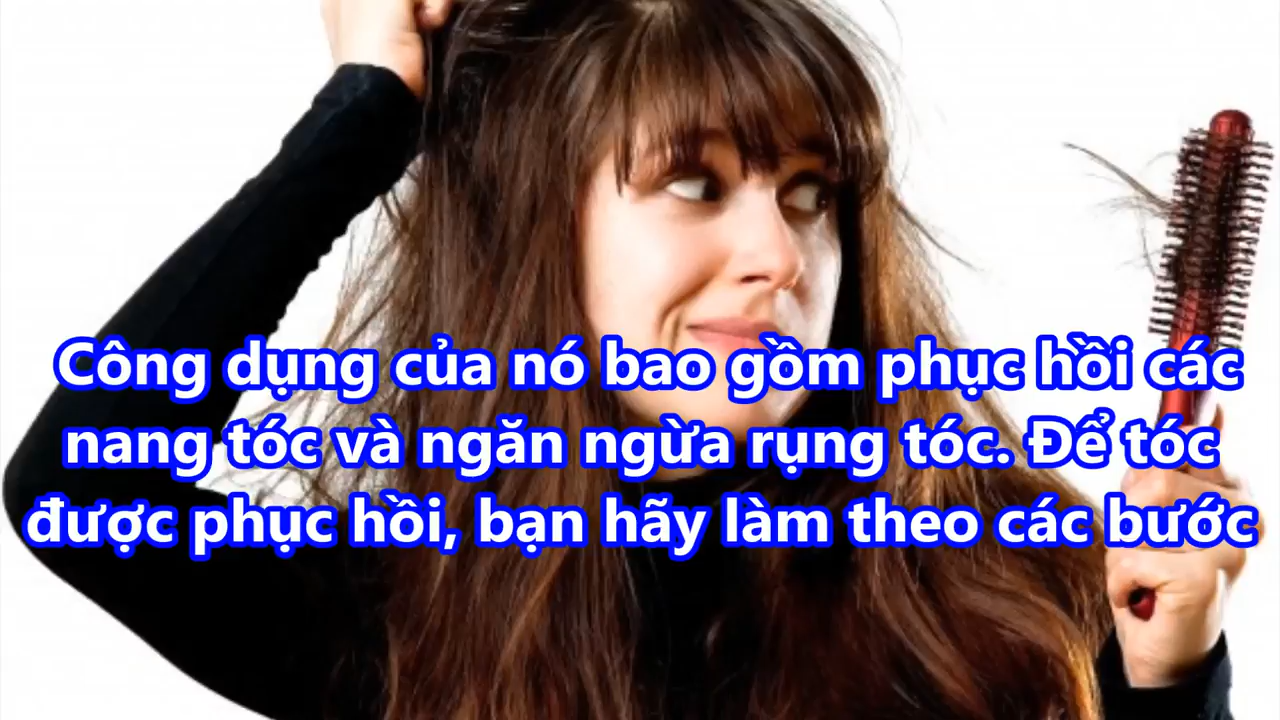 Công dụng của nó bao gồm phục hồi các
nang tóc và ngăn ngừa rụng tóc. Để tóc
được phục hồi, bạn hãy làm theo các bước